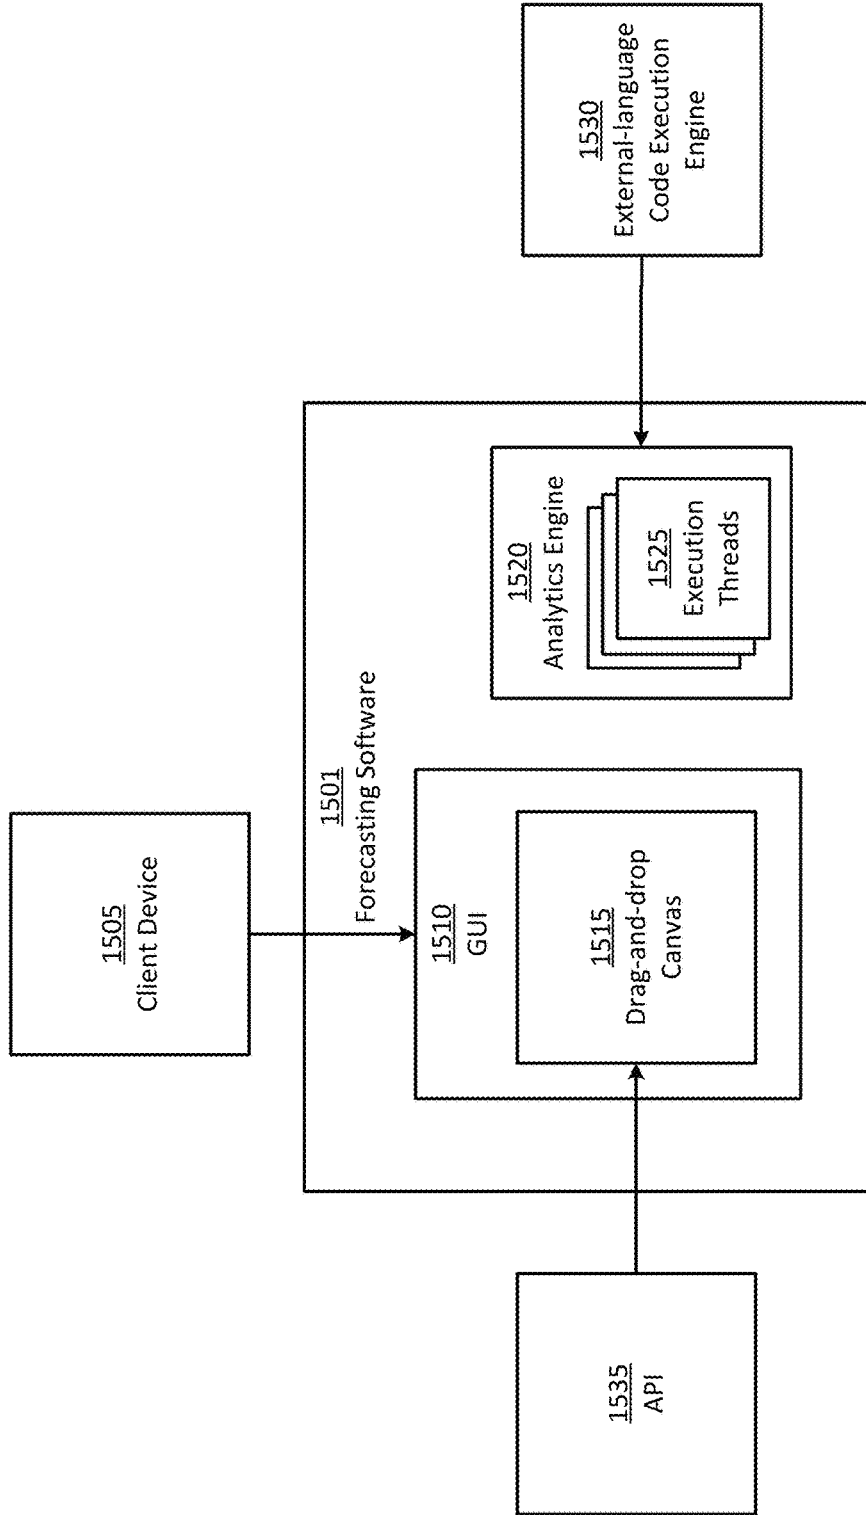 1505
Client Device
1501
Forecasting Software
1535
API
1510
GUI
1515
Drag-and-drop
Canvas
1520
Analytics Engine
1525
Execution
Threads
1530
External-language
Code Execution
Engine